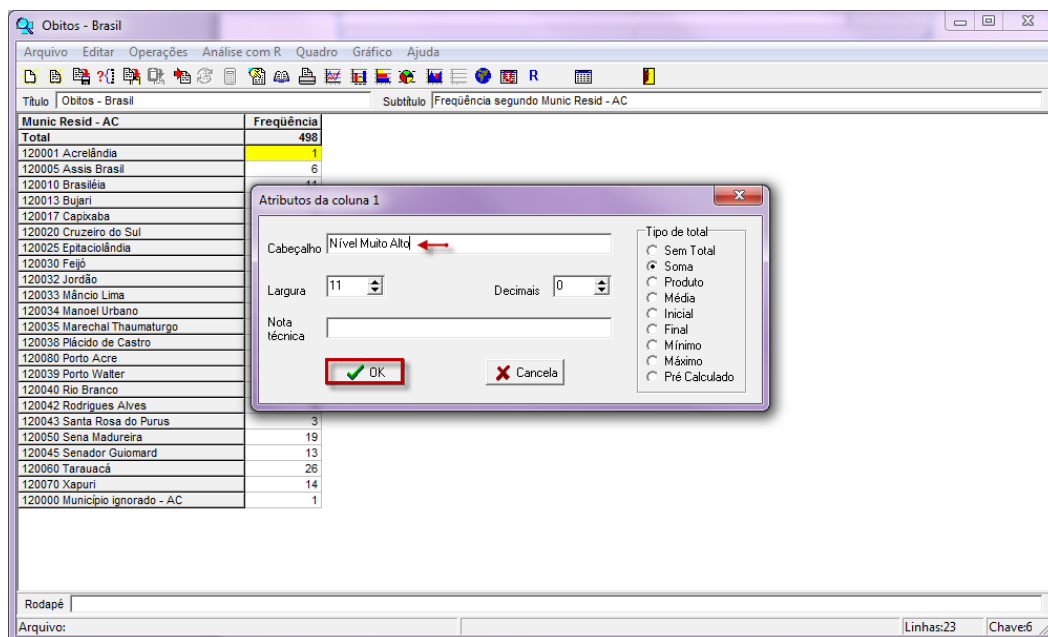 Obitos - Brasil
Arquivo Editar Operações Análise com R Quadro Gráfico Ajuda
R
Título Obitos - Brasil Subtítulo Freqüência segundo Munic Resid - AC
Munic Resid - AC Freqüência
Total 498
120001 Acrelândia 1
120005 Assis Brasil 6
120010 Brasiléia 11
120013 Bujari
120017 Capixaba
120020 Cruzeiro do Sul
120025 Epitaciolândia
120030 Feijó
120032 Jordão
120033 Mâncio Lima
120034 Manoel Urbano
120035 Marechal Thaumaturgo
120038 Plácido de Castro
120080 Porto Acre
120039 Porto Walter
120040 Rio Branco
120042 Rodrigues Alves
120043 Santa Rosa do Purus 3
120050 Sena Madureira 19
120045 Senador Guiomard 13
120060 Tarauacá 26
120070 Xapuri 14
120000 Município ignorado - AC 1
Atributos da coluna 1
Cabeçalho Nível Muito Alto
Largura 11 Decimais 0
Nota técnica
OK Cancela
Tipo de total
Sem Total
Soma
Produto
Média
Inicial
Final
Mínimo
Máximo
Pré Calculado
Rodapé
Arquivo: Linhas:23 Chave:6